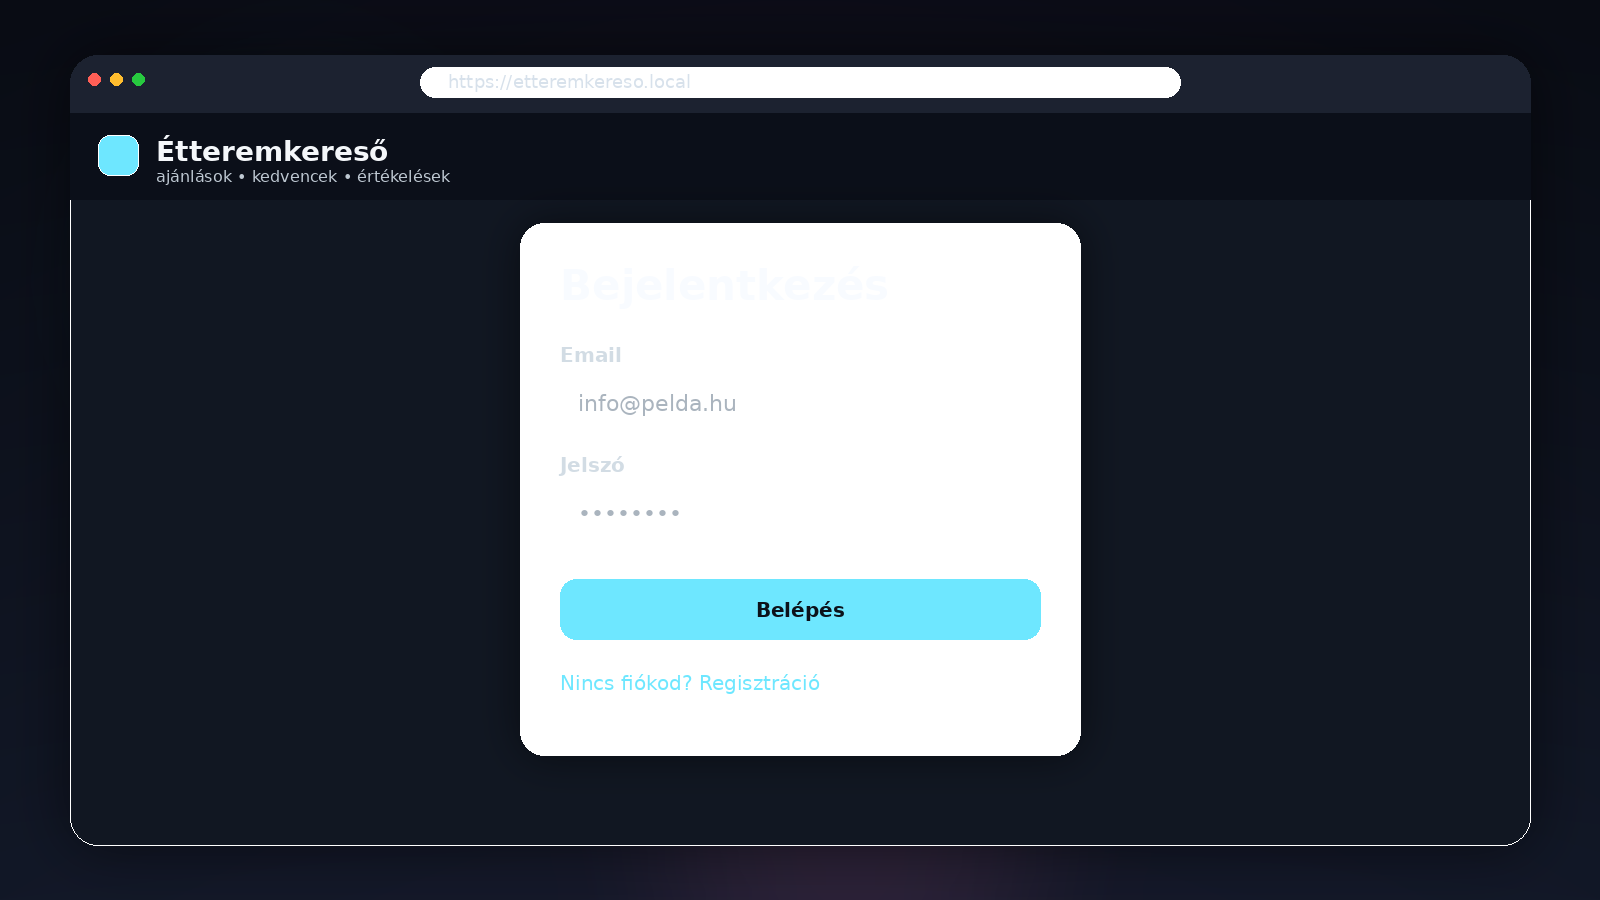 https://etteremkereso.local
Étteremkereső
ajánlások • kedvencek • értékelések
Bejelentkezés
Email
info@pelda.hu
Jelszó
••••••••
Belépés
Nincs fiókod? Regisztráció